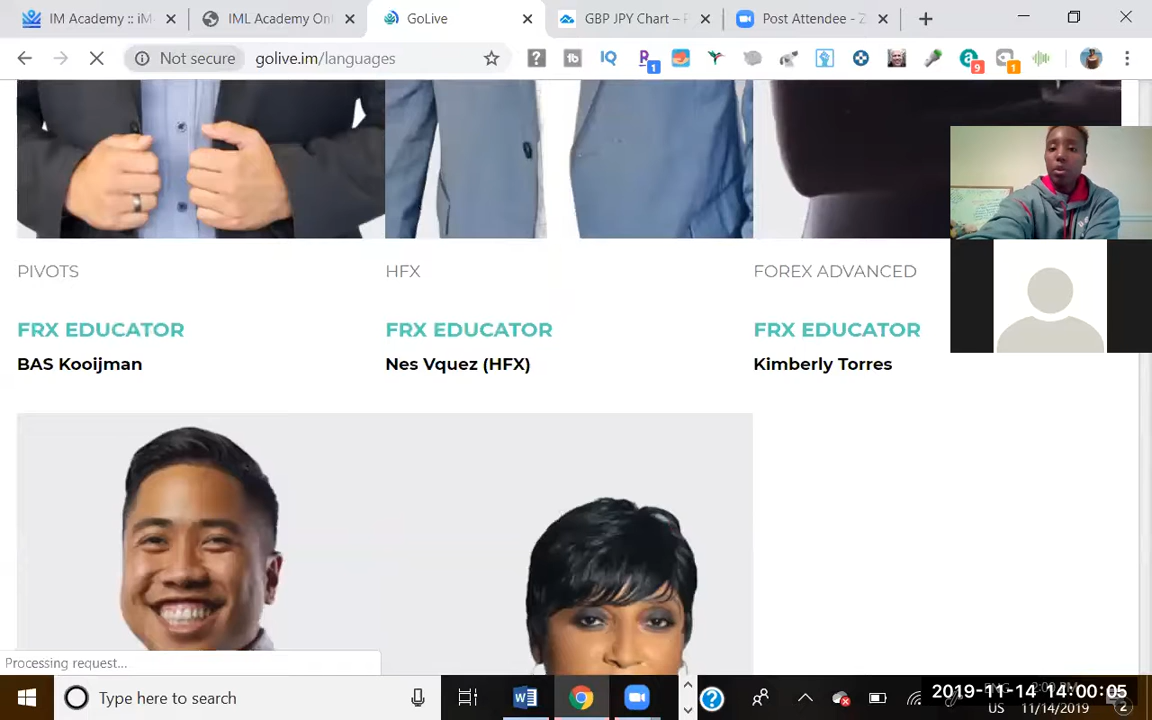 IM Academy :: iM
IML Academy On
GoLive
GBP JPY Chart –
Post Attendee - Z
Not secure
golive.im/languages
PIVOTS
HFX
FOREX ADVANCED
FRX EDUCATOR
FRX EDUCATOR
FRX EDUCATOR
BAS Kooijman
Nes Vquez (HFX)
Kimberly Torres
Processing request...
Type here to search
2019-11-14 14:00:05
US
11/14/2019